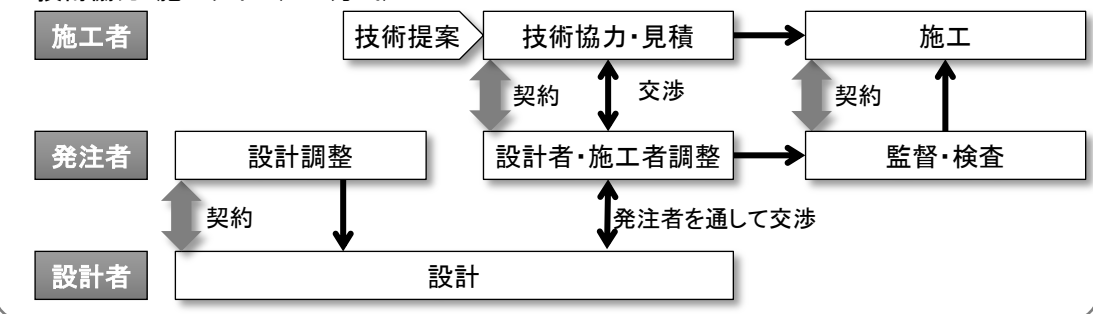 施工者
技術提案
技術協力・見積
施工
契約
交渉
契約
発注者
設計調整
設計者・施工者調整
監督・検査
契約
発注者を通して交渉
設計者
設計